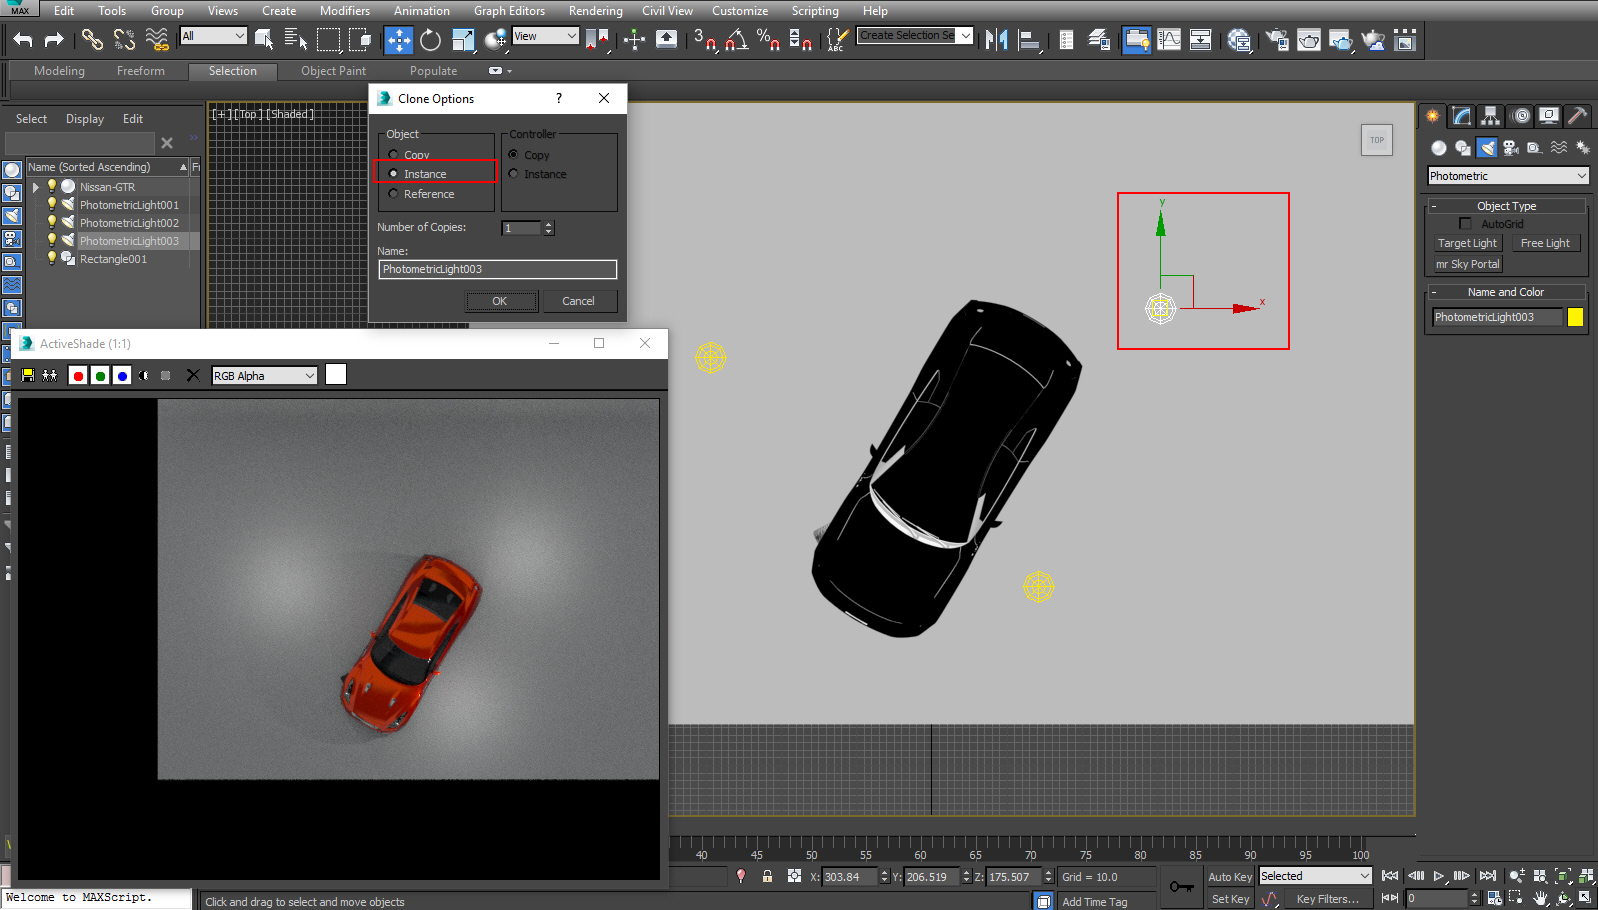 MAX Edit Tools Group Views Create Modifiers Animation Graph Editors Rendering Civil View Customize Scripting Help
All View 3 % ABC Create Selection Se
Modeling Freeform Selection Object Paint Populate
Clone Options ?
[+][Top][Shaded]
Select Display Edit
Object
Copy
Instance
Reference
Controller
Copy
Instance
Number of Copies: 1
Name:
PhotometricLight003
OK Cancel
Name (Sorted Ascending) Fr
Nissan-GTR
PhotometricLight001
PhotometricLight002
PhotometricLight003
Rectangle001
TOP
y
x
Photometric
- Object Type
AutoGrid
Target Light Free Light
mr Sky Portal
- Name and Color
PhotometricLight003
ActiveShade (1:1)
RGB Alpha
40 45 50 55 60 65 70 75 80 85 90 95 100
X: 303.84 Y: 206.519 Z: 175.507 Grid = 10.0 Auto Key Selected
Welcome to MAXScript.
Click and drag to select and move objects
Add Time Tag Set Key Key Filters... 0